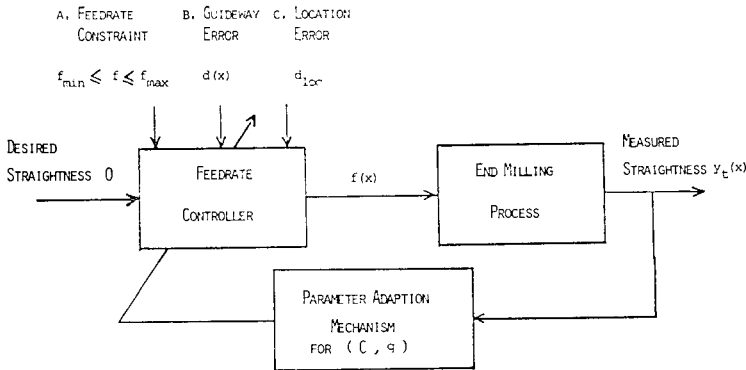 A. FEEDRATE CONSTRAINT
B. GUIDEWAY ERROR
C. LOCATION ERROR
f_min ≤ f ≤ f_max
d(x)
d_loc
DESIRED
STRAIGHTNESS 0
FEEDRATE
CONTROLLER
f(x)
END MILLING
PROCESS
MEASURED
STRAIGHTNESS y_t(x)
PARAMETER ADAPTION
MECHANISM
FOR (C, q)